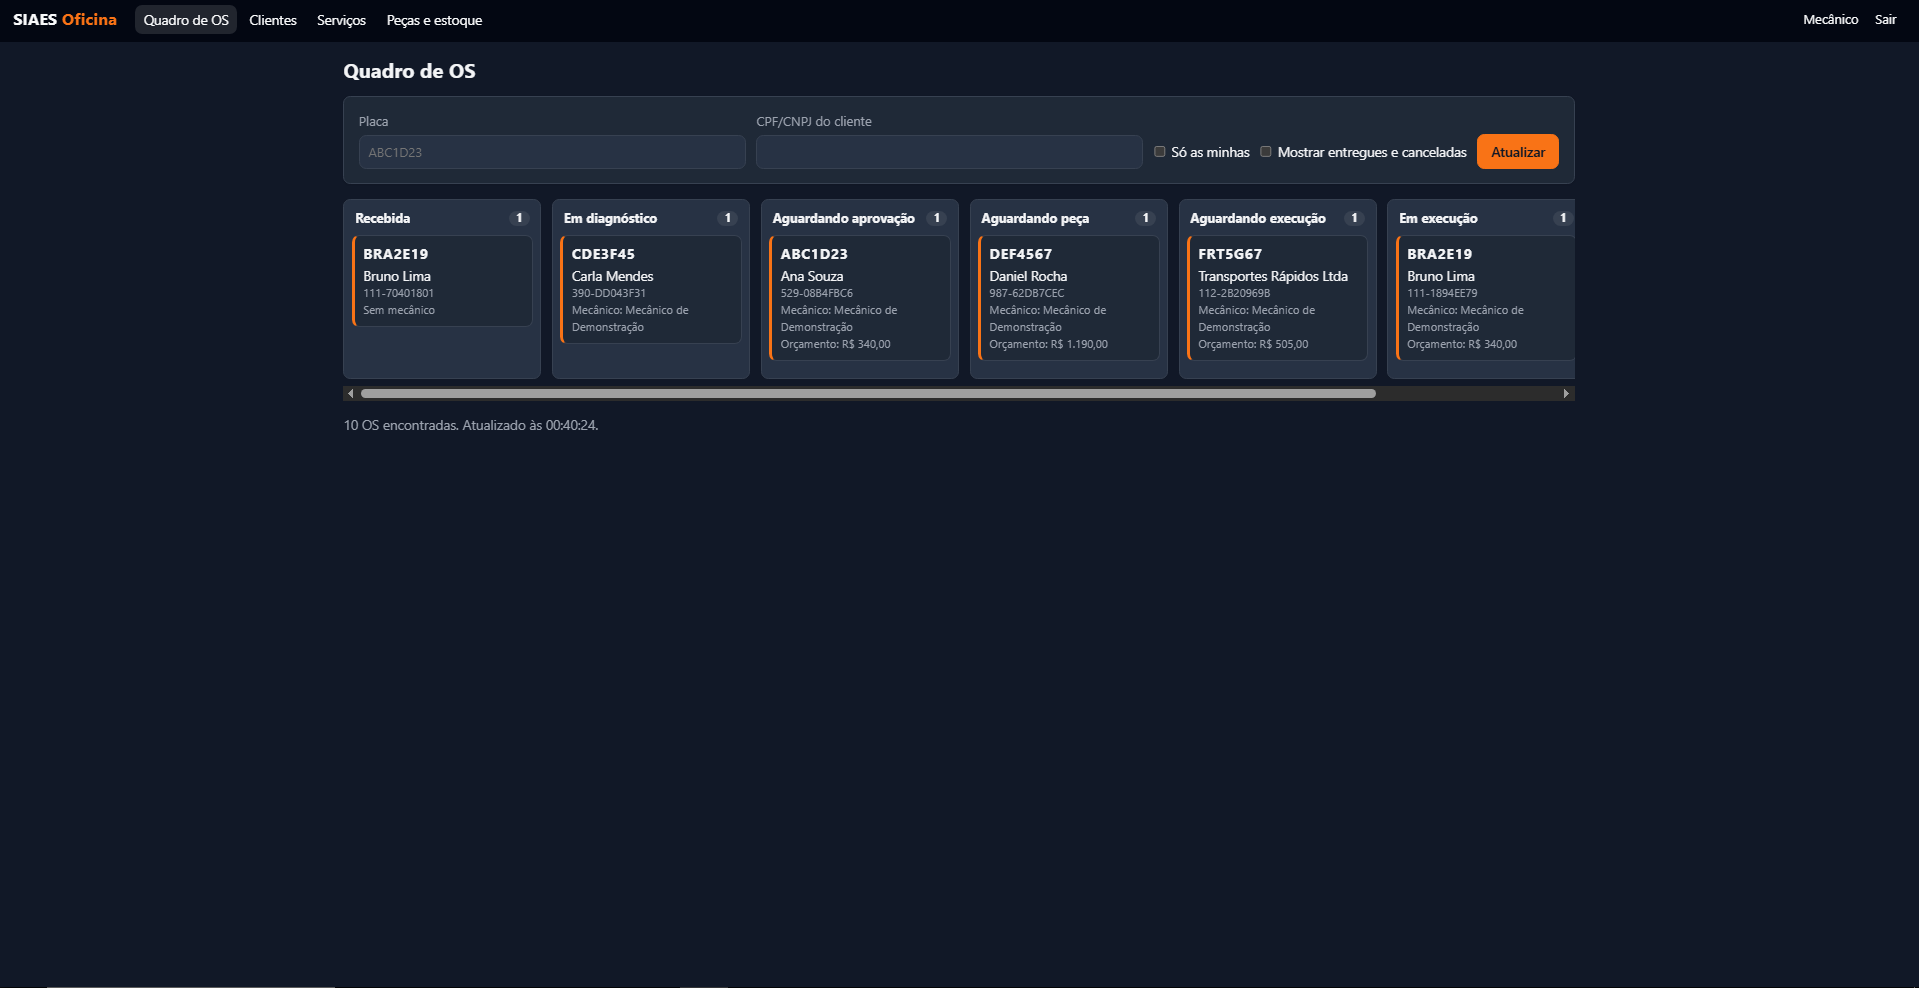 SIAES Oficina
Quadro de OS
Clientes
Serviços
Peças e estoque
Mecânico
Sair
Quadro de OS
Placa
ABC1D23
CPF/CNPJ do cliente
Só as minhas
Mostrar entregues e canceladas
Atualizar
Recebida 1
BRA2E19
Bruno Lima
111-70401801
Sem mecânico
Em diagnóstico 1
CDE3F45
Carla Mendes
390-DD043F31
Mecânico: Mecânico de
Demonstração
Aguardando aprovação 1
ABC1D23
Ana Souza
529-08B4FBC6
Mecânico: Mecânico de
Demonstração
Orçamento: R$ 340,00
Aguardando peça 1
DEF4567
Daniel Rocha
987-62DB7CEC
Mecânico: Mecânico de
Demonstração
Orçamento: R$ 1.190,00
Aguardando execução 1
FRT5G67
Transportes Rápidos Ltda
112-2B20969B
Mecânico: Mecânico de
Demonstração
Orçamento: R$ 505,00
Em execução 1
BRA2E19
Bruno Lima
111-1894EE79
Mecânico: Mecânico de
Demonstração
Orçamento: R$ 340,00
10 OS encontradas. Atualizado às 00:40:24.